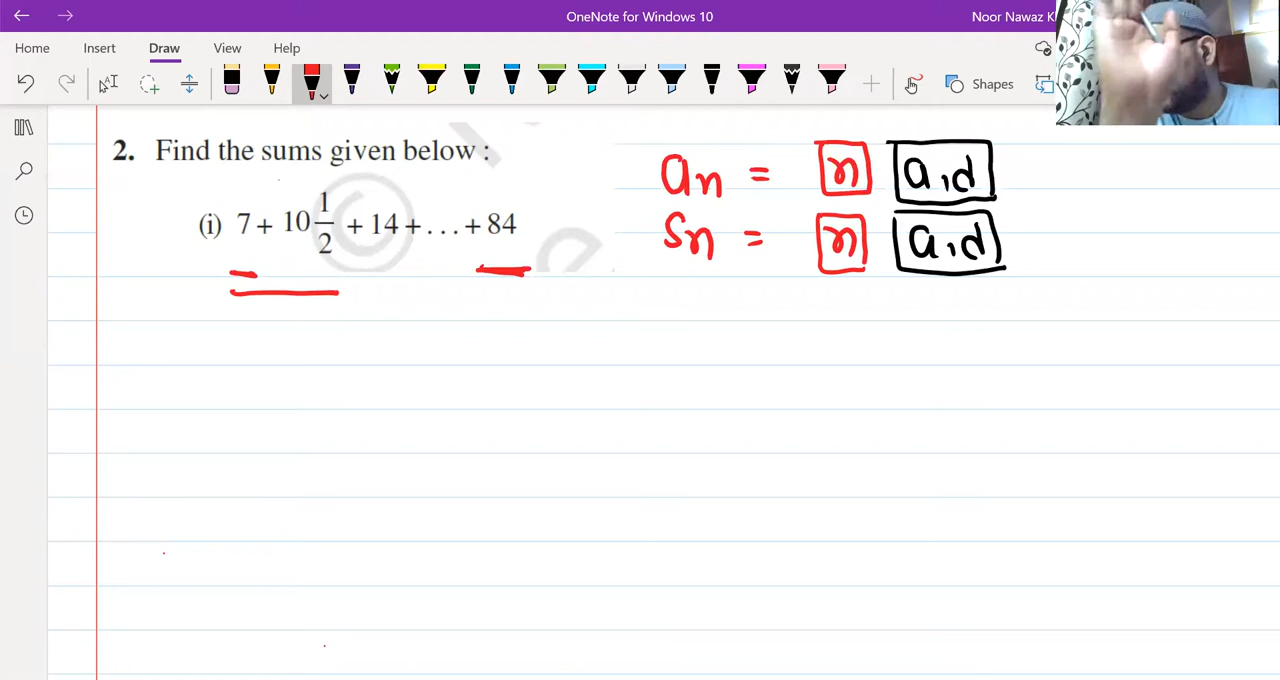 OneNote for Windows 10
Noor Nawaz K
Home Insert Draw View Help
Shapes
2. Find the sums given below :
(i) 7 + 10 1/2 + 14 + . . . + 84
an = n a, d
Sn = n a, d